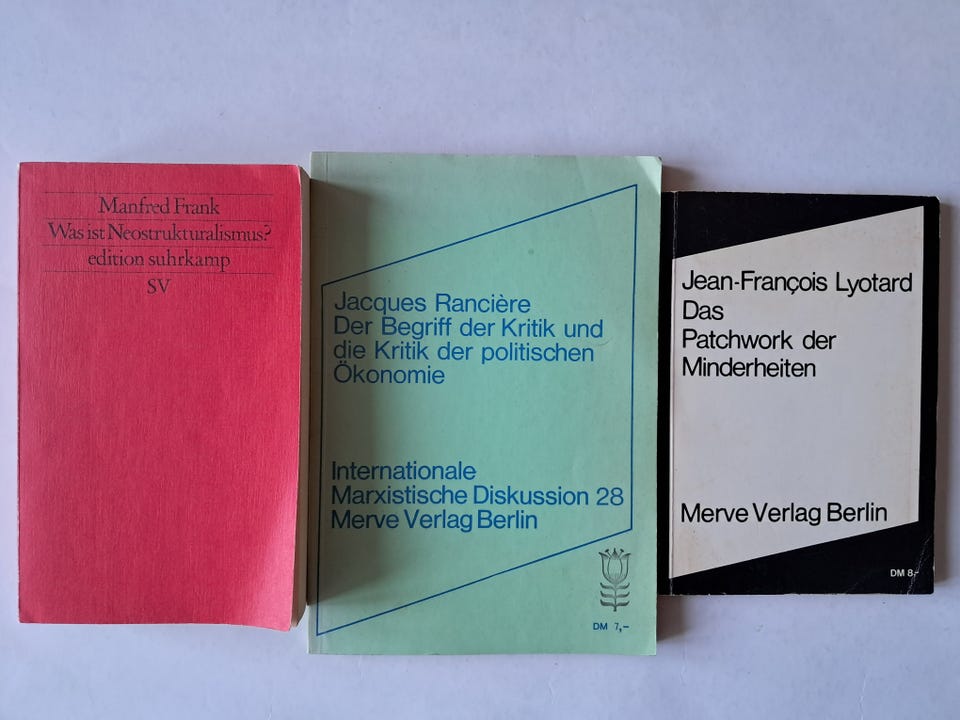 Manfred Frank
Was ist Neostrukturalismus?
edition suhrkamp
SV
Jacques Rancière
Der Begriff der Kritik und
die Kritik der politischen
Ökonomie
Internationale
Marxistische Diskussion 28
Merve Verlag Berlin
DM 7,–
Jean-François Lyotard
Das
Patchwork der
Minderheiten
Merve Verlag Berlin
DM 8,-